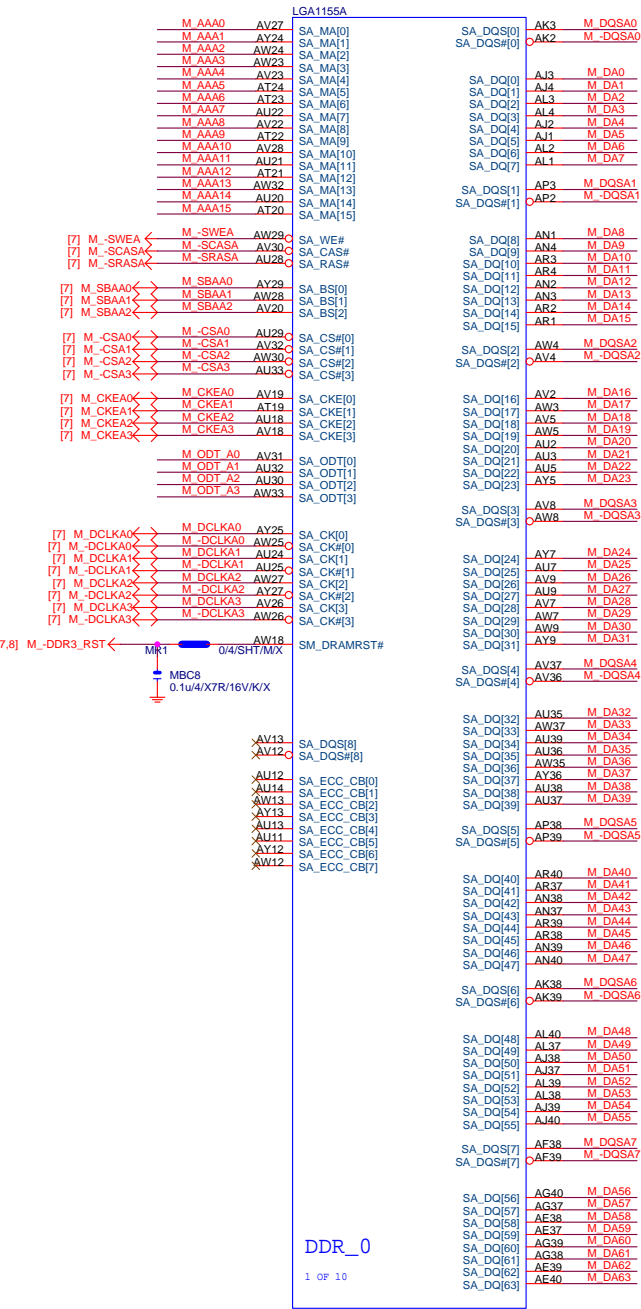 LGA1155A
M_AAA0 AV27 SA_MA[0]
M_AAA1 AY24 SA_MA[1]
M_AAA2 AW24 SA_MA[2]
M_AAA3 AW23 SA_MA[3]
M_AAA4 AV23 SA_MA[4]
M_AAA5 AT24 SA_MA[5]
M_AAA6 AT23 SA_MA[6]
M_AAA7 AU22 SA_MA[7]
M_AAA8 AV22 SA_MA[8]
M_AAA9 AT22 SA_MA[9]
M_AAA10 AV28 SA_MA[10]
M_AAA11 AU21 SA_MA[11]
M_AAA12 AT21 SA_MA[12]
M_AAA13 AW32 SA_MA[13]
M_AAA14 AU20 SA_MA[14]
M_AAA15 AT20 SA_MA[15]
[7] M_-SWEA M_-SWEA AW29 SA_WE#
[7] M_-SCASA M_-SCASA AV30 SA_CAS#
[7] M_-SRASA M_-SRASA AU28 SA_RAS#
[7] M_SBAA0 M_SBAA0 AY29 SA_BS[0]
[7] M_SBAA1 M_SBAA1 AW28 SA_BS[1]
[7] M_SBAA2 M_SBAA2 AV20 SA_BS[2]
[7] M_-CSA0 M_-CSA0 AU29 SA_CS#[0]
[7] M_-CSA1 M_-CSA1 AV32 SA_CS#[1]
[7] M_-CSA2 M_-CSA2 AW30 SA_CS#[2]
[7] M_-CSA3 M_-CSA3 AU33 SA_CS#[3]
[7] M_CKEA0 M_CKEA0 AV19 SA_CKE[0]
[7] M_CKEA1 M_CKEA1 AT19 SA_CKE[1]
[7] M_CKEA2 M_CKEA2 AU18 SA_CKE[2]
[7] M_CKEA3 M_CKEA3 AV18 SA_CKE[3]
M_ODT_A0 AV31 SA_ODT[0]
M_ODT_A1 AU32 SA_ODT[1]
M_ODT_A2 AU30 SA_ODT[2]
M_ODT_A3 AW33 SA_ODT[3]
[7] M_DCLKA0 M_DCLKA0 AY25 SA_CK[0]
[7] M_-DCLKA0 M_-DCLKA0 AW25 SA_CK#[0]
[7] M_DCLKA1 M_DCLKA1 AU24 SA_CK[1]
[7] M_-DCLKA1 M_-DCLKA1 AU25 SA_CK#[1]
[7] M_DCLKA2 M_DCLKA2 AW27 SA_CK[2]
[7] M_-DCLKA2 M_-DCLKA2 AY27 SA_CK#[2]
[7] M_DCLKA3 M_DCLKA3 AV26 SA_CK[3]
[7] M_-DCLKA3 M_-DCLKA3 AW26 SA_CK#[3]
7,8] M_-DDR3_RST MR1 0/4/SHT/M/X AW18 SM_DRAMRST#
MBC8
0.1u/4/X7R/16V/K/X
AV13 SA_DQS[8]
AV12 SA_DQS#[8]
AU12 SA_ECC_CB[0]
AU14 SA_ECC_CB[1]
AW13 SA_ECC_CB[2]
AY13 SA_ECC_CB[3]
AU13 SA_ECC_CB[4]
AU11 SA_ECC_CB[5]
AY12 SA_ECC_CB[6]
AW12 SA_ECC_CB[7]
SA_DQS[0] AK3 M_DQSA0
SA_DQS#[0] AK2 M_-DQSA0
SA_DQ[0] AJ3 M_DA0
SA_DQ[1] AJ4 M_DA1
SA_DQ[2] AL3 M_DA2
SA_DQ[3] AL4 M_DA3
SA_DQ[4] AJ2 M_DA4
SA_DQ[5] AJ1 M_DA5
SA_DQ[6] AL2 M_DA6
SA_DQ[7] AL1 M_DA7
SA_DQS[1] AP3 M_DQSA1
SA_DQS#[1] AP2 M_-DQSA1
SA_DQ[8] AN1 M_DA8
SA_DQ[9] AN4 M_DA9
SA_DQ[10] AR3 M_DA10
SA_DQ[11] AR4 M_DA11
SA_DQ[12] AN2 M_DA12
SA_DQ[13] AN3 M_DA13
SA_DQ[14] AR2 M_DA14
SA_DQ[15] AR1 M_DA15
SA_DQS[2] AW4 M_DQSA2
SA_DQS#[2] AV4 M_-DQSA2
SA_DQ[16] AV2 M_DA16
SA_DQ[17] AW3 M_DA17
SA_DQ[18] AV5 M_DA18
SA_DQ[19] AW5 M_DA19
SA_DQ[20] AU2 M_DA20
SA_DQ[21] AU3 M_DA21
SA_DQ[22] AU5 M_DA22
SA_DQ[23] AY5 M_DA23
SA_DQS[3] AV8 M_DQSA3
SA_DQS#[3] AW8 M_-DQSA3
SA_DQ[24] AY7 M_DA24
SA_DQ[25] AU7 M_DA25
SA_DQ[26] AV9 M_DA26
SA_DQ[27] AU9 M_DA27
SA_DQ[28] AV7 M_DA28
SA_DQ[29] AW7 M_DA29
SA_DQ[30] AW9 M_DA30
SA_DQ[31] AY9 M_DA31
SA_DQS[4] AV37 M_DQSA4
SA_DQS#[4] AV36 M_-DQSA4
SA_DQ[32] AU35 M_DA32
SA_DQ[33] AW37 M_DA33
SA_DQ[34] AU39 M_DA34
SA_DQ[35] AU36 M_DA35
SA_DQ[36] AW35 M_DA36
SA_DQ[37] AY36 M_DA37
SA_DQ[38] AU38 M_DA38
SA_DQ[39] AU37 M_DA39
SA_DQS[5] AP38 M_DQSA5
SA_DQS#[5] AP39 M_-DQSA5
SA_DQ[40] AR40 M_DA40
SA_DQ[41] AR37 M_DA41
SA_DQ[42] AN38 M_DA42
SA_DQ[43] AN37 M_DA43
SA_DQ[44] AR39 M_DA44
SA_DQ[45] AR38 M_DA45
SA_DQ[46] AN39 M_DA46
SA_DQ[47] AN40 M_DA47
SA_DQS[6] AK38 M_DQSA6
SA_DQS#[6] AK39 M_-DQSA6
SA_DQ[48] AL40 M_DA48
SA_DQ[49] AL37 M_DA49
SA_DQ[50] AJ38 M_DA50
SA_DQ[51] AJ37 M_DA51
SA_DQ[52] AL39 M_DA52
SA_DQ[53] AL38 M_DA53
SA_DQ[54] AJ39 M_DA54
SA_DQ[55] AJ40 M_DA55
SA_DQS[7] AF38 M_DQSA7
SA_DQS#[7] AF39 M_-DQSA7
SA_DQ[56] AG40 M_DA56
SA_DQ[57] AG37 M_DA57
SA_DQ[58] AE38 M_DA58
SA_DQ[59] AE37 M_DA59
SA_DQ[60] AG39 M_DA60
SA_DQ[61] AG38 M_DA61
SA_DQ[62] AE39 M_DA62
SA_DQ[63] AE40 M_DA63
DDR_0
1 OF 10